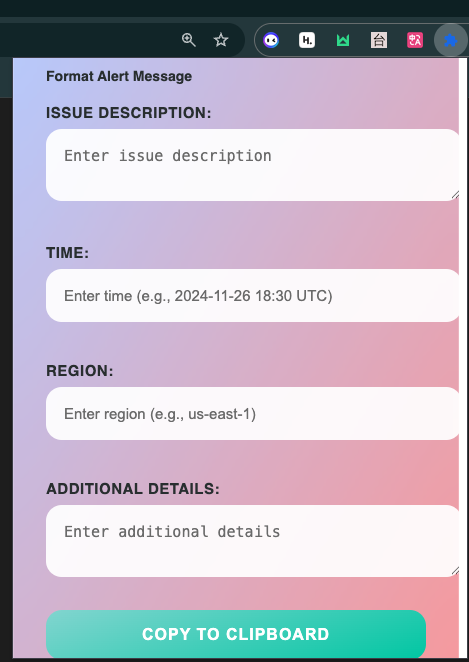 H.
台
Format Alert Message
ISSUE DESCRIPTION:
Enter issue description
TIME:
Enter time (e.g., 2024-11-26 18:30 UTC)
REGION:
Enter region (e.g., us-east-1)
ADDITIONAL DETAILS:
Enter additional details
COPY TO CLIPBOARD